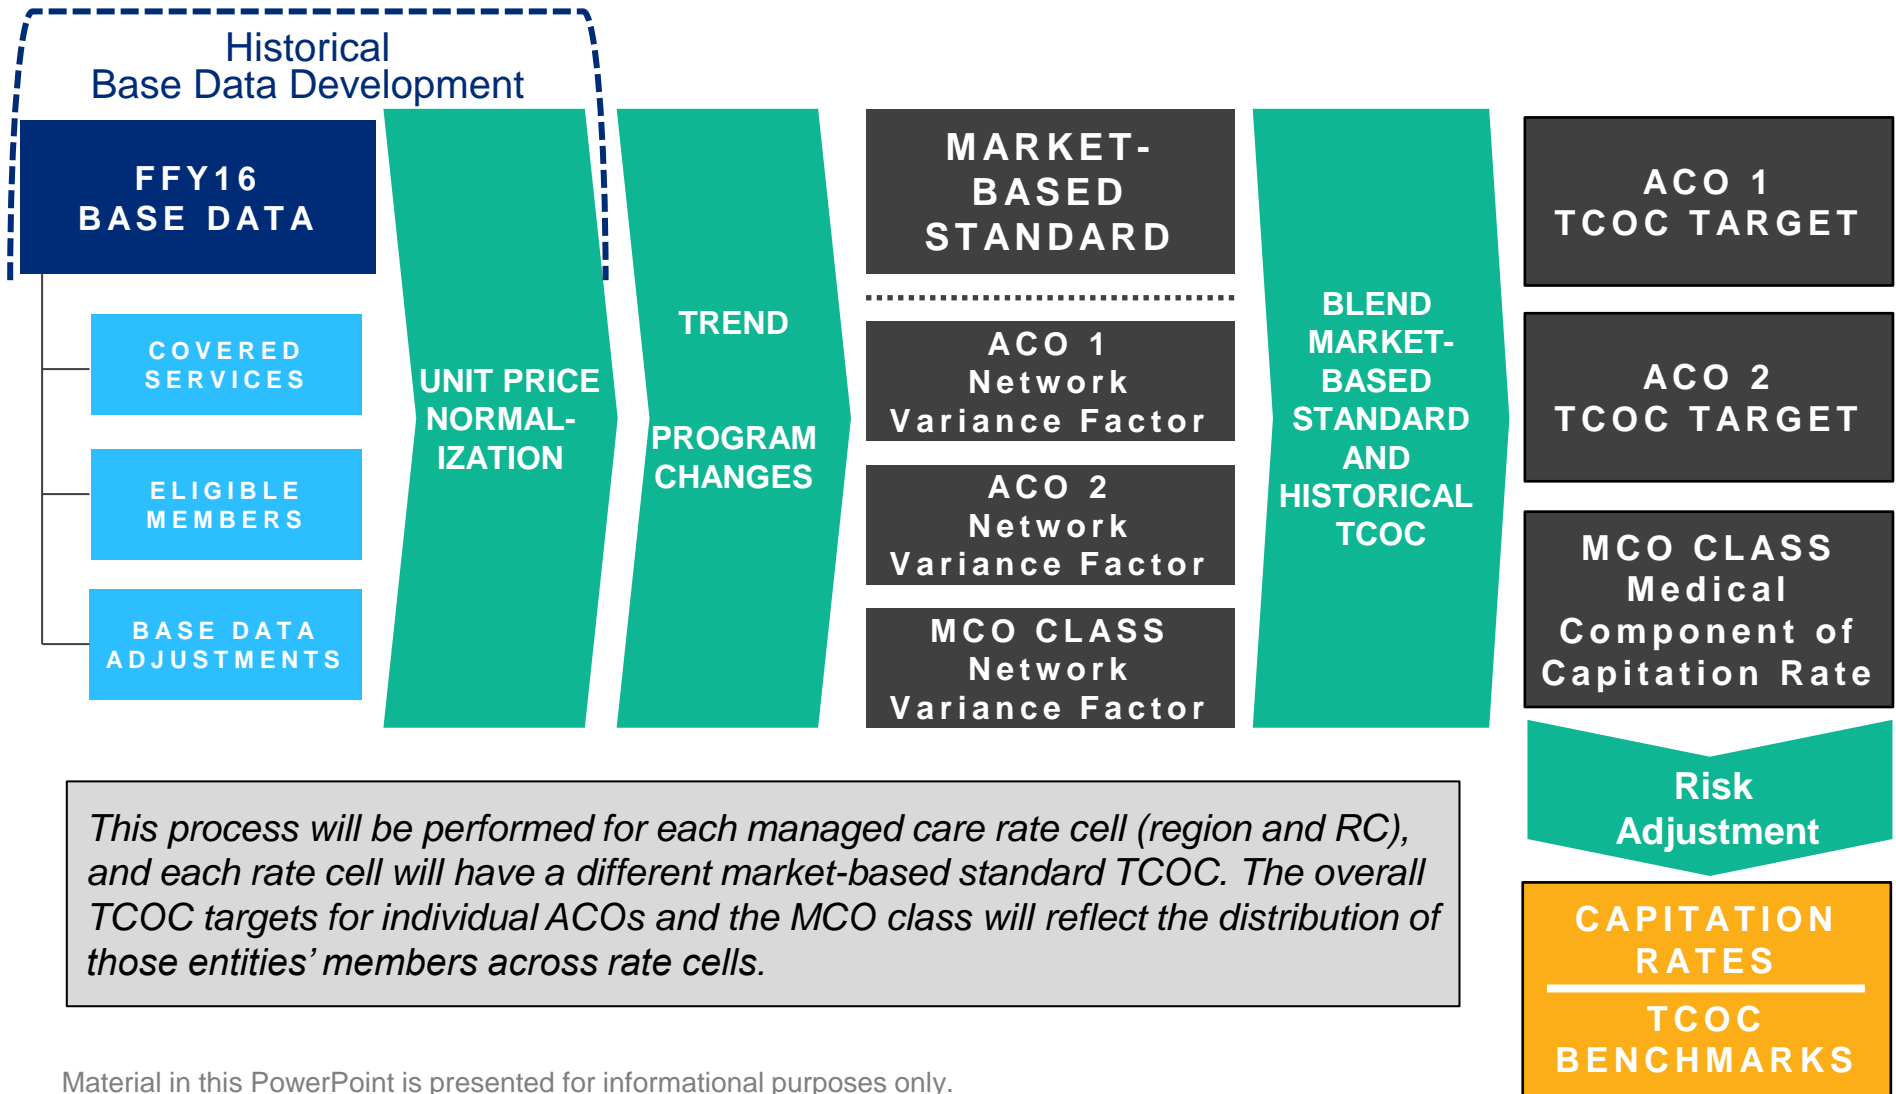 Historical
Base Data Development
FFY16
BASE DATA
COVERED
SERVICES
ELIGIBLE
MEMBERS
BASE DATA
ADJUSTMENTS
UNIT PRICE
NORMAL-
IZATION
TREND
PROGRAM
CHANGES
MARKET-
BASED
STANDARD
ACO 1
Network
Variance Factor
ACO 2
Network
Variance Factor
MCO CLASS
Network
Variance Factor
BLEND
MARKET-
BASED
STANDARD
AND
HISTORICAL
TCOC
ACO 1
TCOC TARGET
ACO 2
TCOC TARGET
MCO CLASS
Medical
Component of
Capitation Rate
Risk
Adjustment
CAPITATION
RATES
TCOC
BENCHMARKS
This process will be performed for each managed care rate cell (region and RC),
and each rate cell will have a different market-based standard TCOC. The overall
TCOC targets for individual ACOs and the MCO class will reflect the distribution of
those entities’ members across rate cells.
Material in this PowerPoint is presented for informational purposes only.